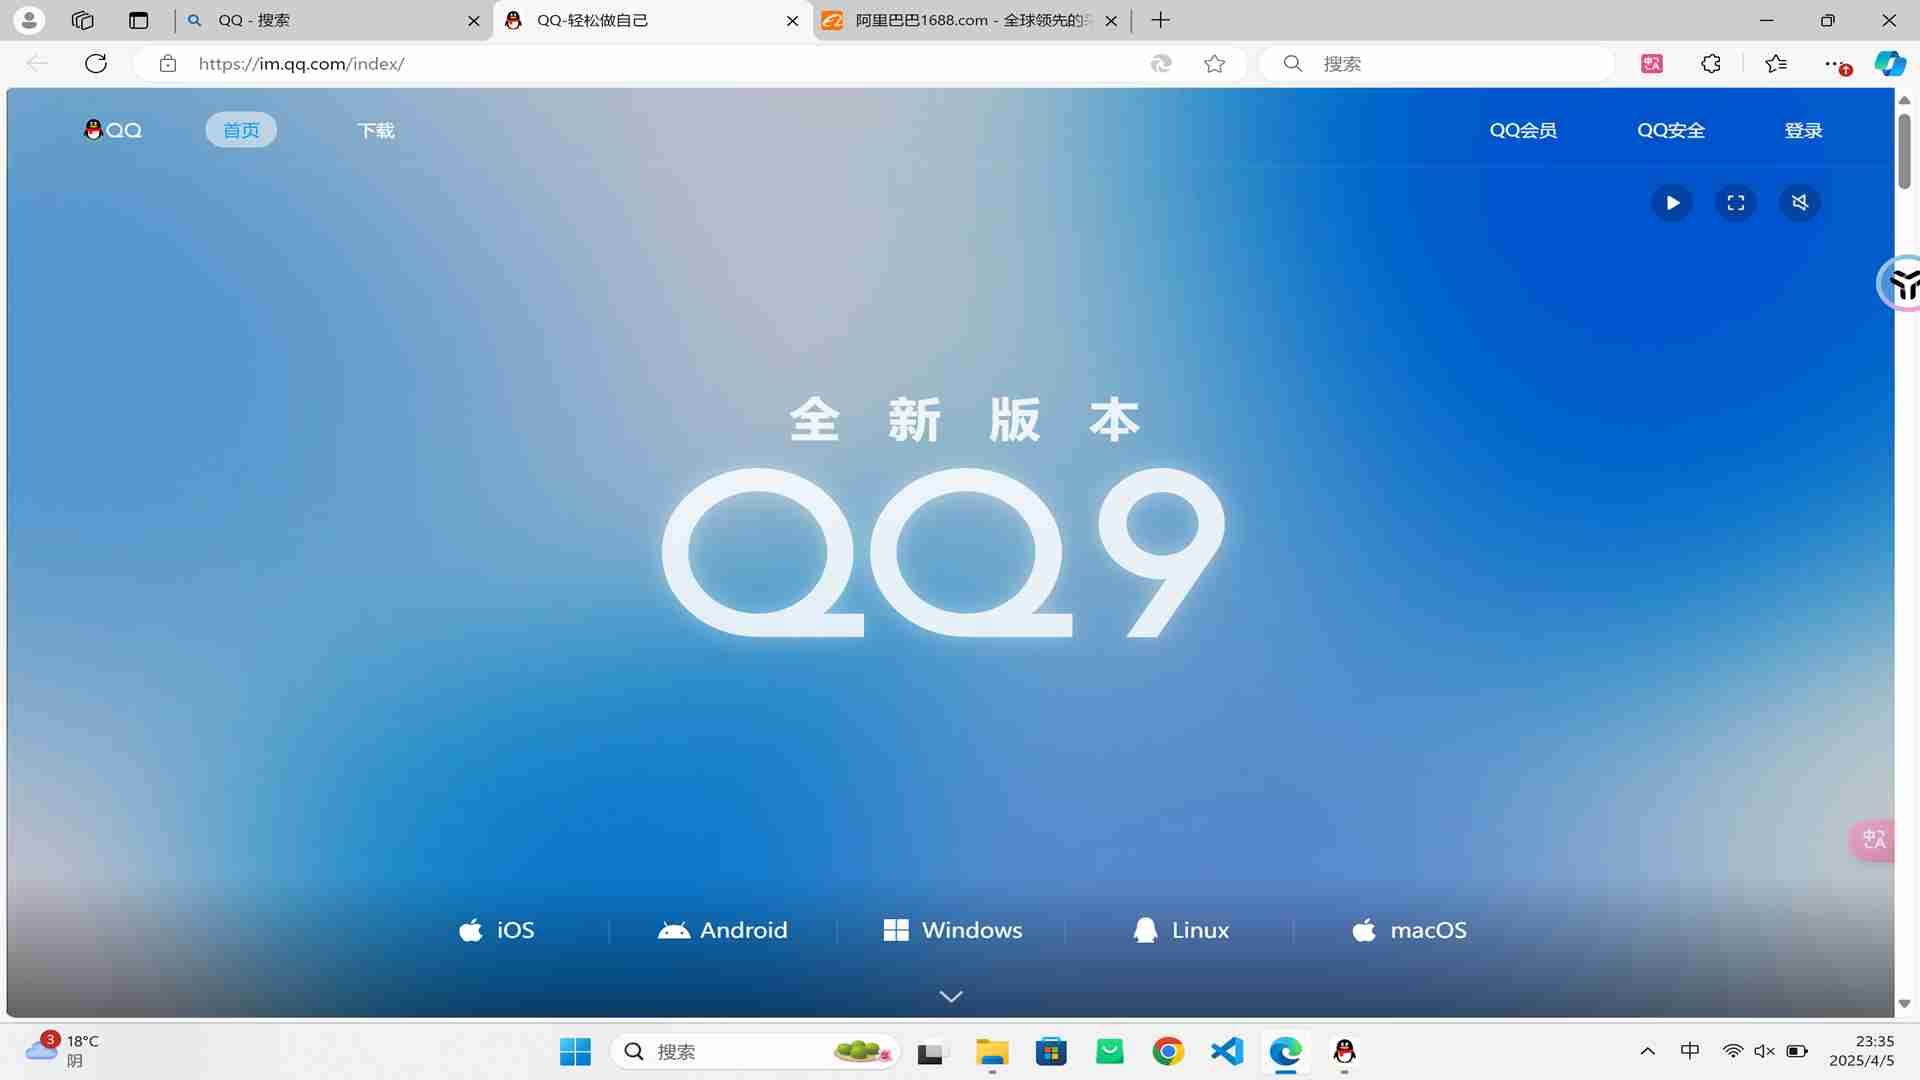 QQ - 搜索
QQ-轻松做自己
阿里巴巴1688.com - 全球领先的
https://im.qq.com/index/
搜索
QQ
首页
下载
QQ会员
QQ安全
登录
全新版本
QQ9
iOS
Android
Windows
Linux
macOS
3
18°C
阴
搜索
中
23:35
2025/4/5